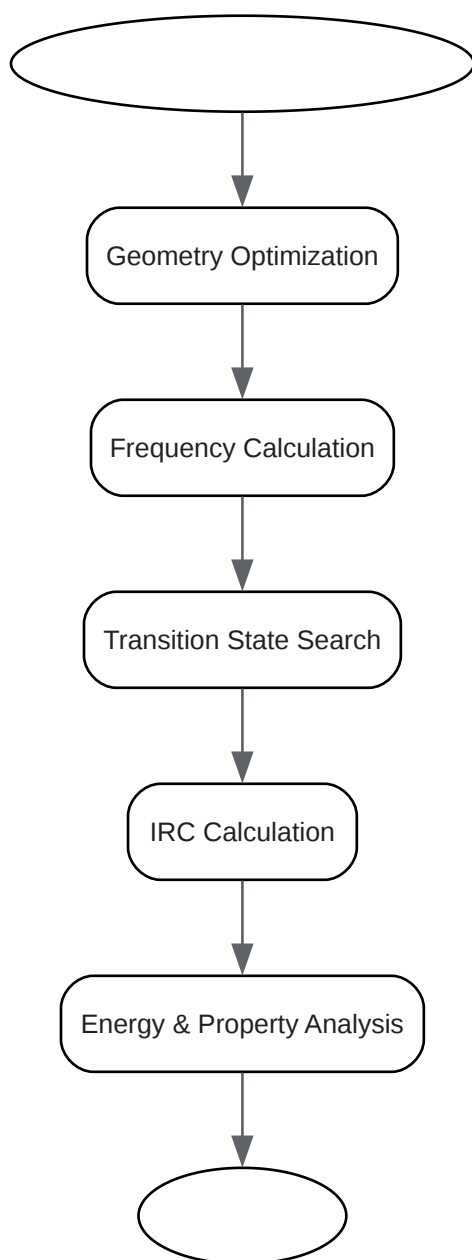 Geometry Optimization
Frequency Calculation
Transition State Search
IRC Calculation
Energy & Property Analysis